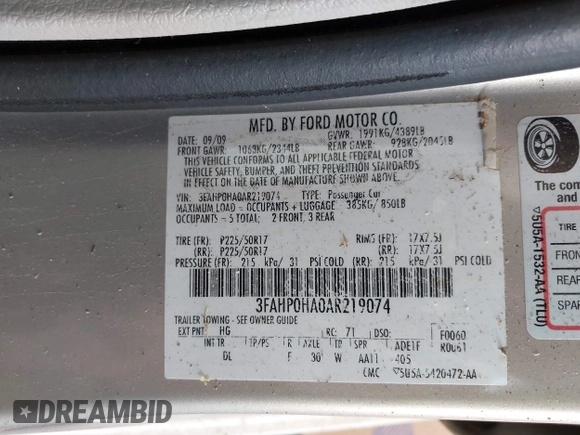 MFD. BY FORD MOTOR CO.
09/09 GVWR: 1991KG/4389LB
FRONT GAWR: 1063KG/2344LB REAR GAWR: 928KG/2045LB
THIS VEHICLE CONFORMS TO ALL APPLICABLE FEDERAL MOTOR
VEHICLE SAFETY, BUMPER, AND THEFT PREVENTION STANDARDS
IN EFFECT ON THE DATE OF MANUFACTURE SHOWN ABOVE.
VIN: 3FAHP0HA0AR219074 TYPE: Passenger Car
MAXIMUM LOAD = OCCUPANTS + LUGGAGE 385KG/850LB
OCCUPANTS = 5 TOTAL: 2 FRONT, 3 REAR
TIRE (FR): P225/50R17 RIMS (FR): 17X7.5J
(RR): P225/50R17 (RR): 17X7.5J
PRESSURE (FR): 215 kPa/ 31 PSI COLD (RR) 215 kPa/ 31 PSI COLD
3FAHP0HA0AR219074
TRAILER TOWING - SEE OWNER GUIDE
EXT PNT: HG RC: 71 DSO: F0060
INT TR TP/PS R AXLE TR SPR ADE1F R0061
DL F 30 W AA11 405
CMC ▽5U5A-5420472-AA
The com
▽5U5A-1532-AA (TLO)
TIRE
FRON
REAR
SPAR
DREAMBID